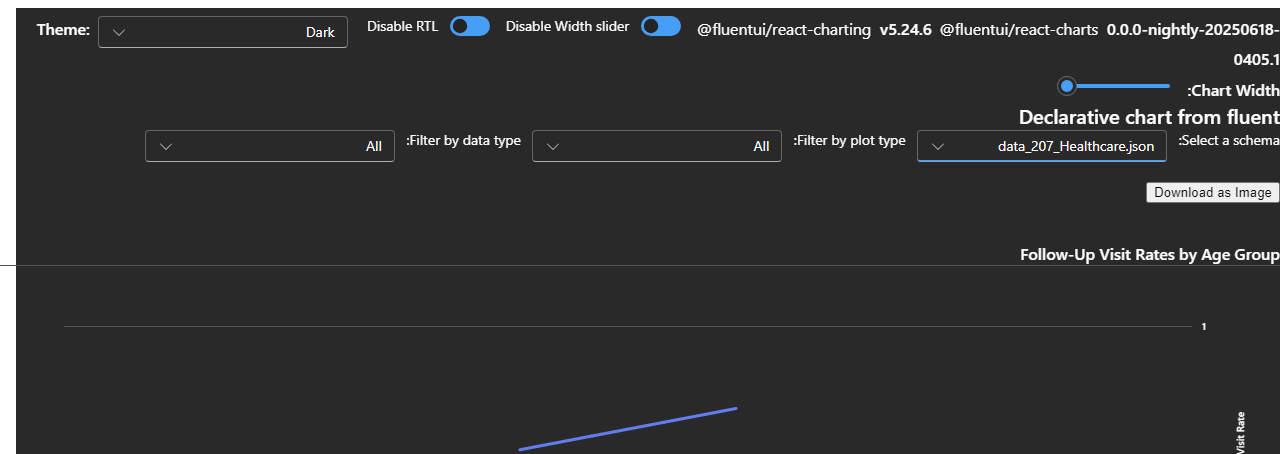 Theme: Dark Disable RTL Disable Width slider @fluentui/react-charting v5.24.6 @fluentui/react-charts 0.0.0-nightly-20250618-
0405.1
:Chart Width
Declarative chart from fluent
:Select a schema data_207_Healthcare.json :Filter by plot type All :Filter by data type All
Download as Image
Follow-Up Visit Rates by Age Group
1
Visit Rate